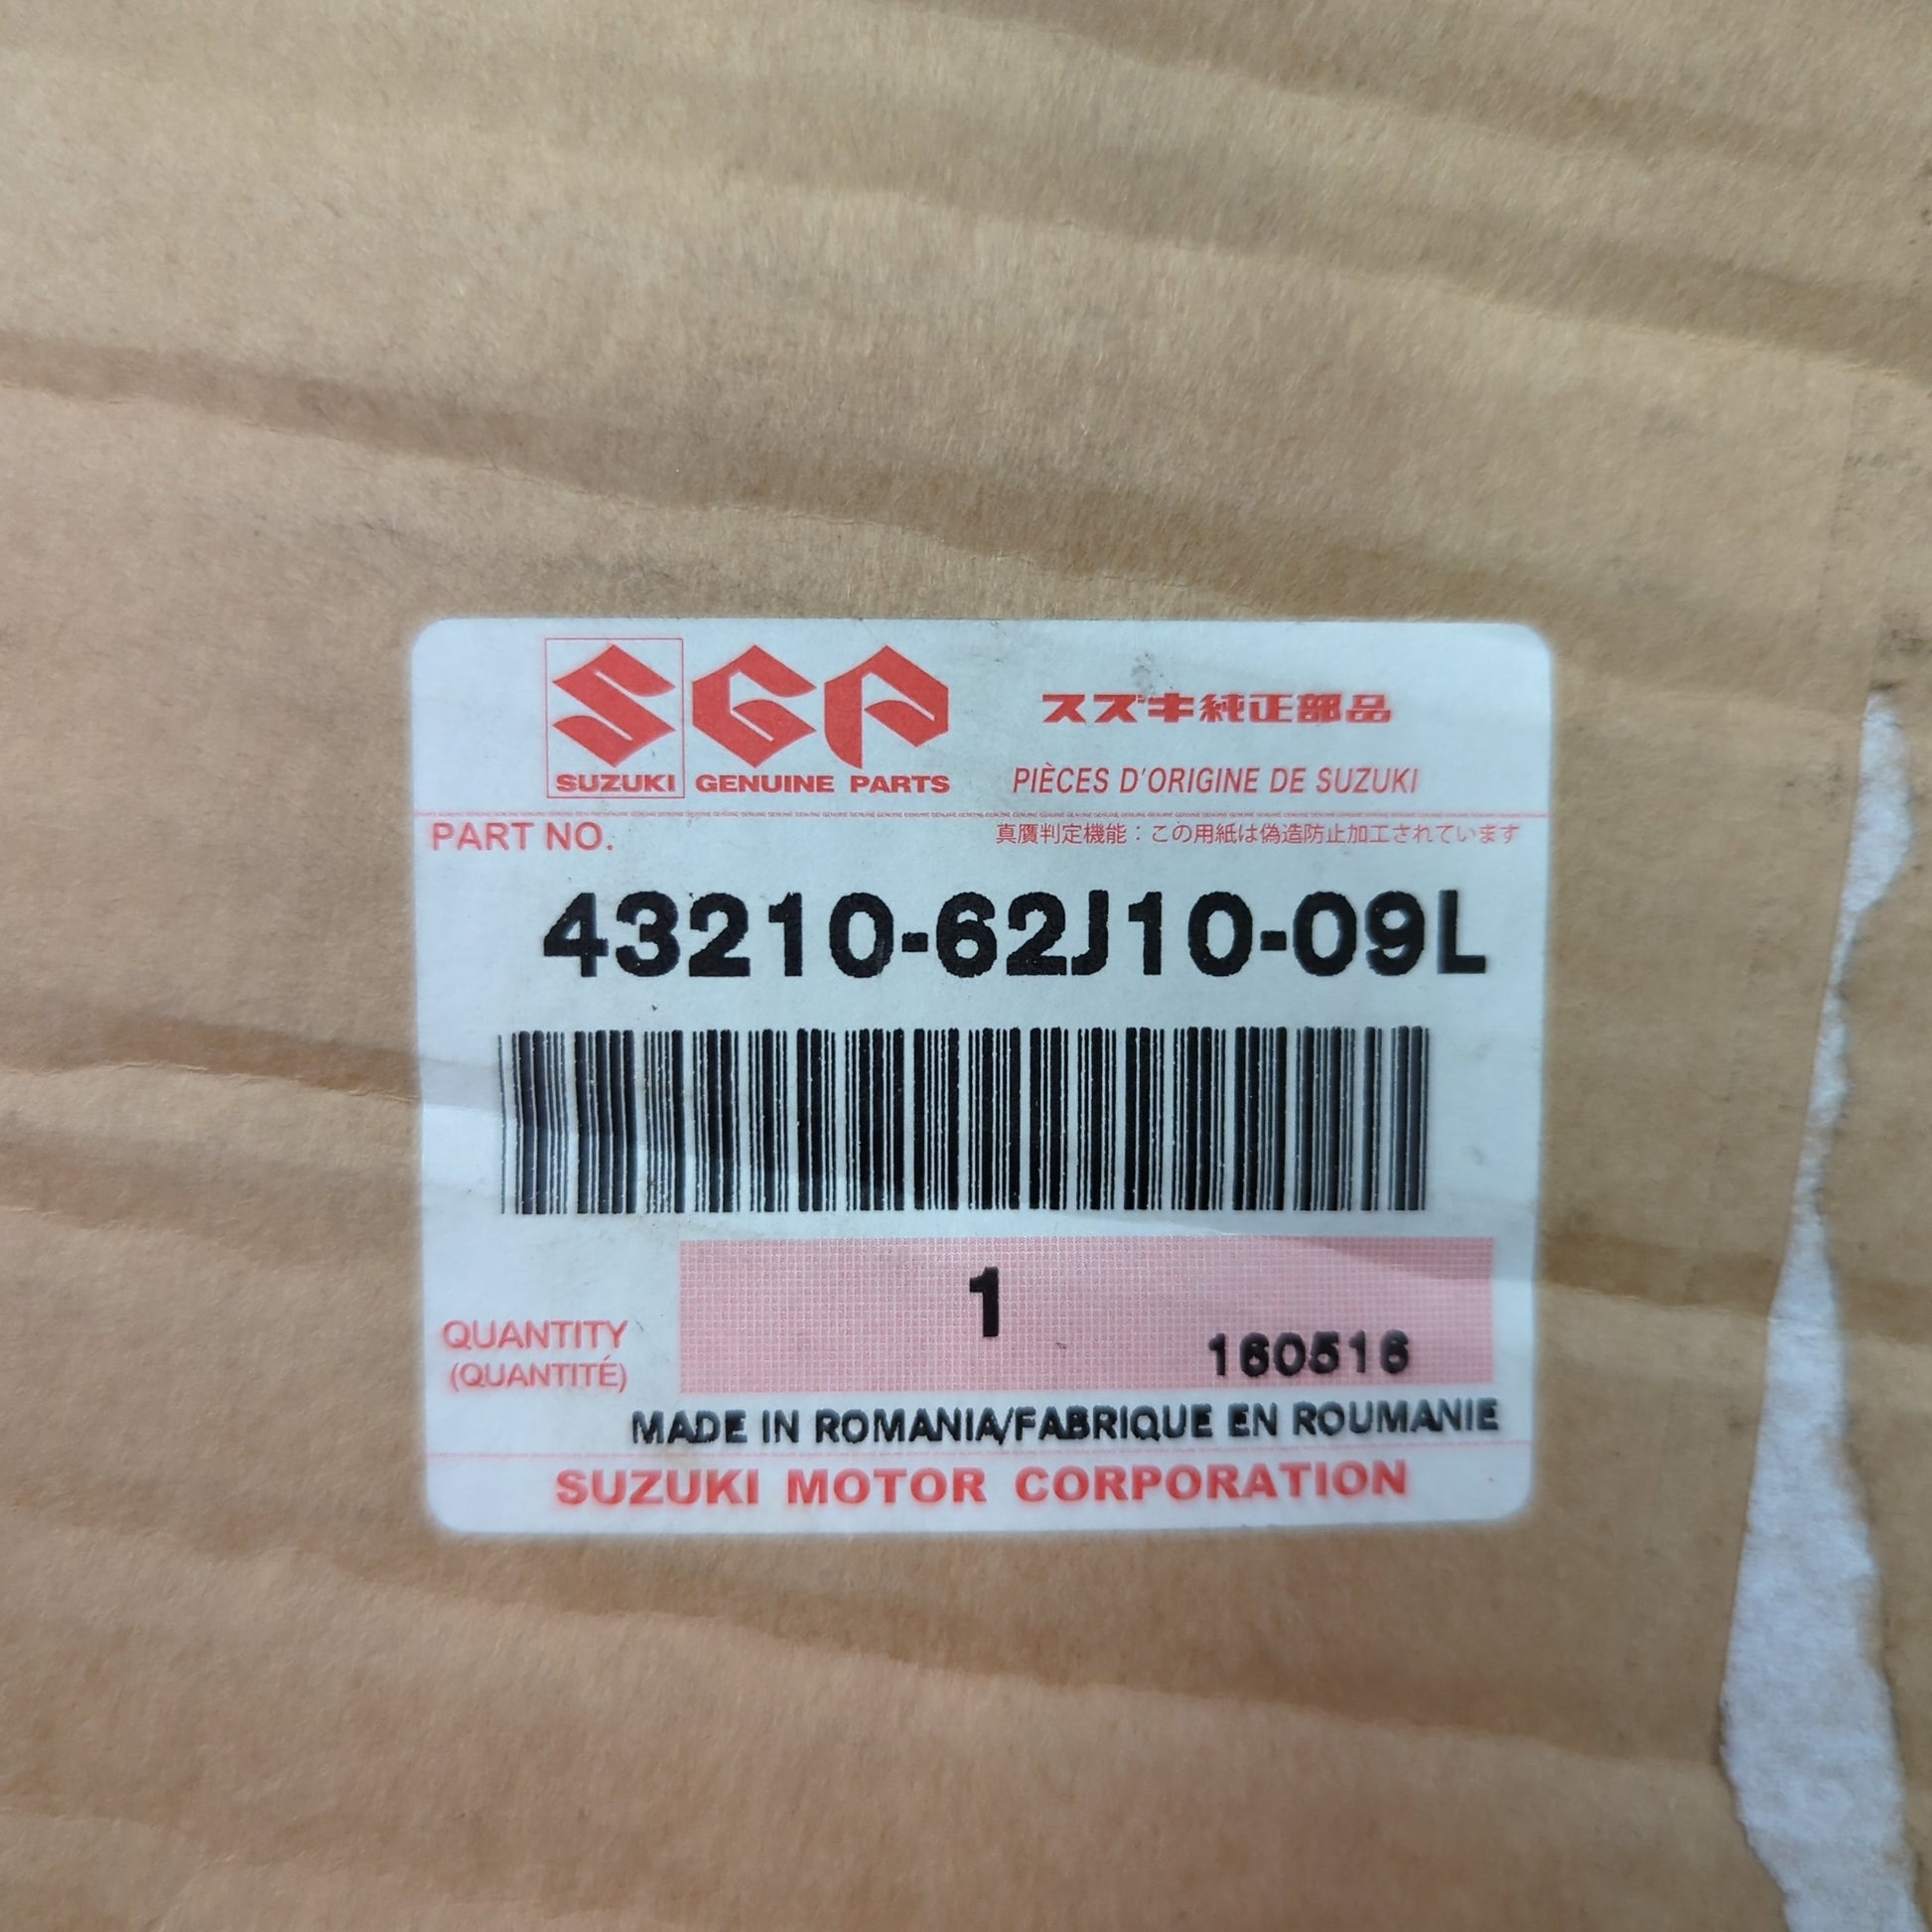 SGP
SUZUKI GENUINE PARTS
スズキ純正部品
PIÈCES D'ORIGINE DE SUZUKI
PART NO.
真贋判定機能：この用紙は偽造防止加工されています
43210-62J10-09L
1
QUANTITY
(QUANTITÉ)
160516
MADE IN ROMANIA/FABRIQUE EN ROUMANIE
SUZUKI MOTOR CORPORATION